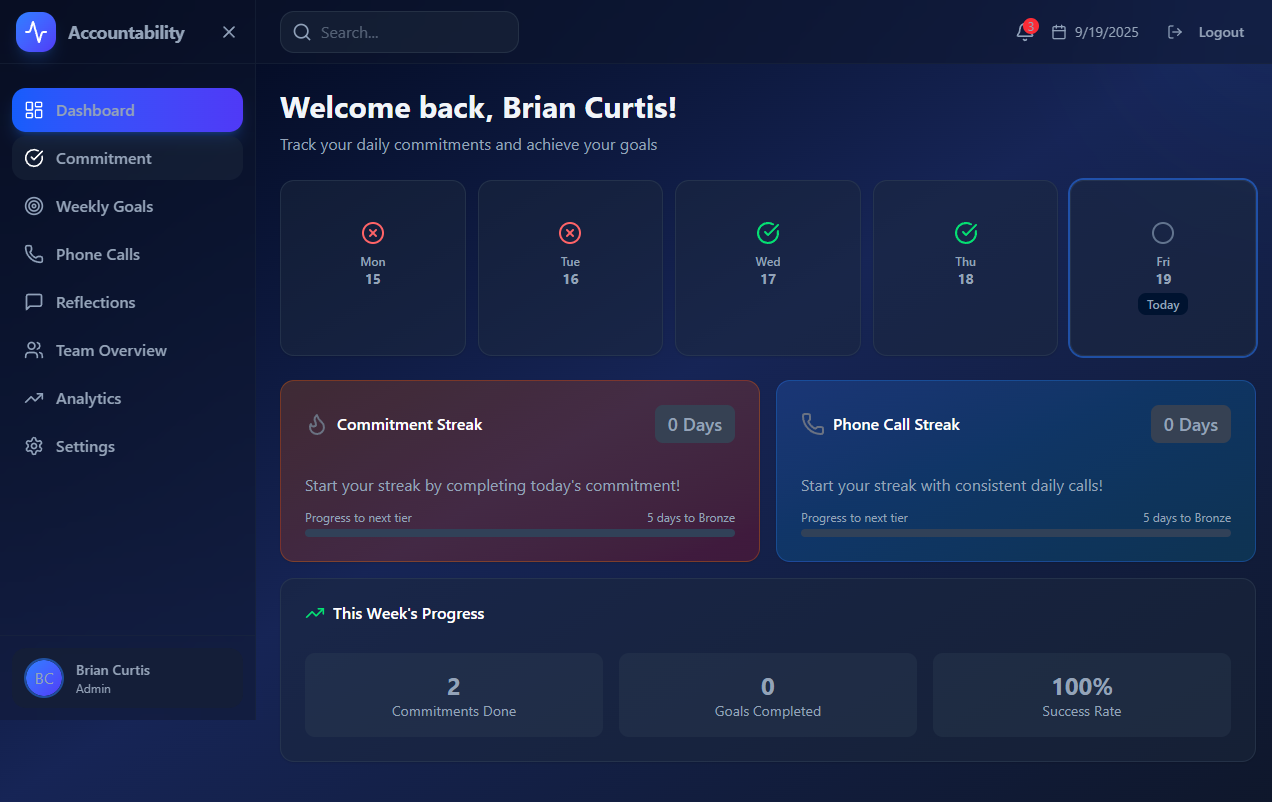 Accountability
Search...
3
9/19/2025
Logout
Dashboard
Commitment
Weekly Goals
Phone Calls
Reflections
Team Overview
Analytics
Settings
BC
Brian Curtis
Admin
Welcome back, Brian Curtis!
Track your daily commitments and achieve your goals
Mon
15
Tue
16
Wed
17
Thu
18
Fri
19
Today
Commitment Streak
0 Days
Start your streak by completing today's commitment!
Progress to next tier
5 days to Bronze
Phone Call Streak
0 Days
Start your streak with consistent daily calls!
Progress to next tier
5 days to Bronze
This Week's Progress
2
Commitments Done
0
Goals Completed
100%
Success Rate